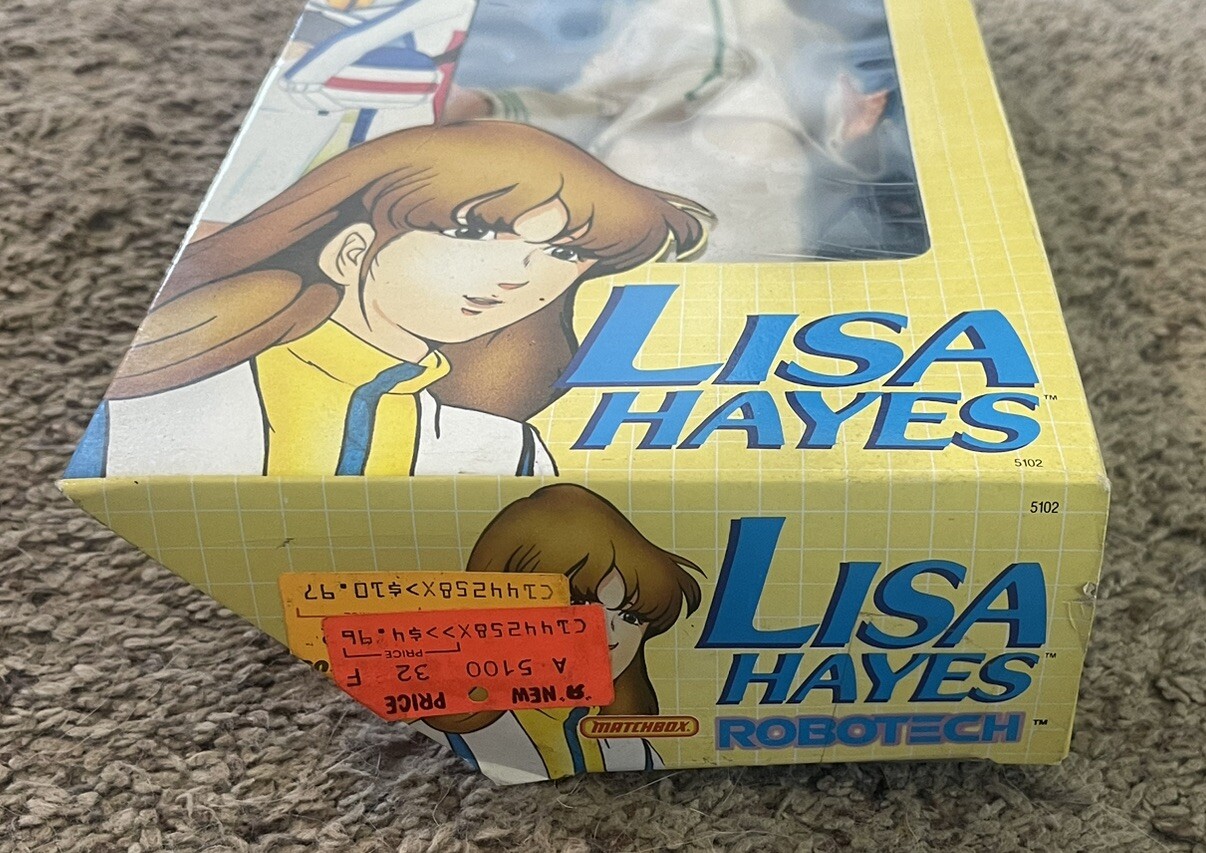 LISA
HAYES™
5102
5102
LISA
HAYES™
MATCHBOX.
ROBOTECH™
C144258X>$10.97
"Я" NEW PRICE
A 5100 32 F
PRICE
C144258X>>$4.96